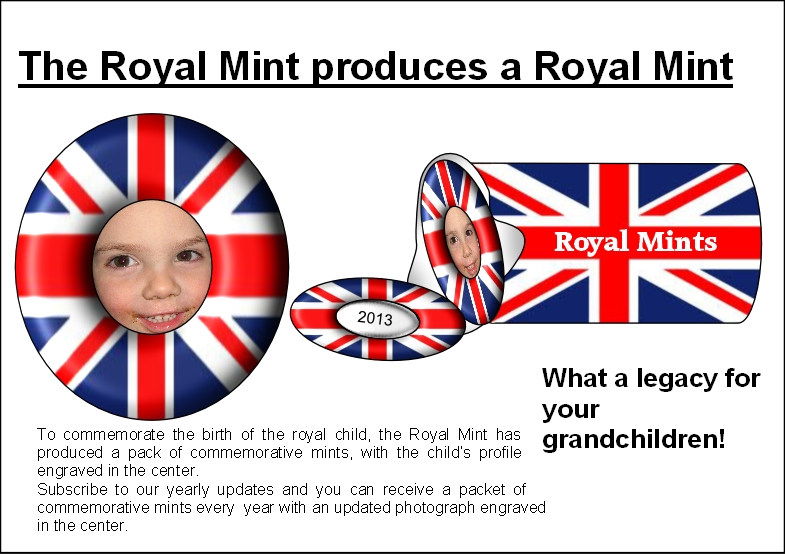 The Royal Mint produces a Royal Mint
Royal Mints
2013
What a legacy for
your
grandchildren!
To commemorate the birth of the royal child, the Royal Mint has
produced a pack of commemorative mints, with the child's profile
engraved in the center.
Subscribe to our yearly updates and you can receive a packet of
commemorative mints every year with an updated photograph engraved
in the center.